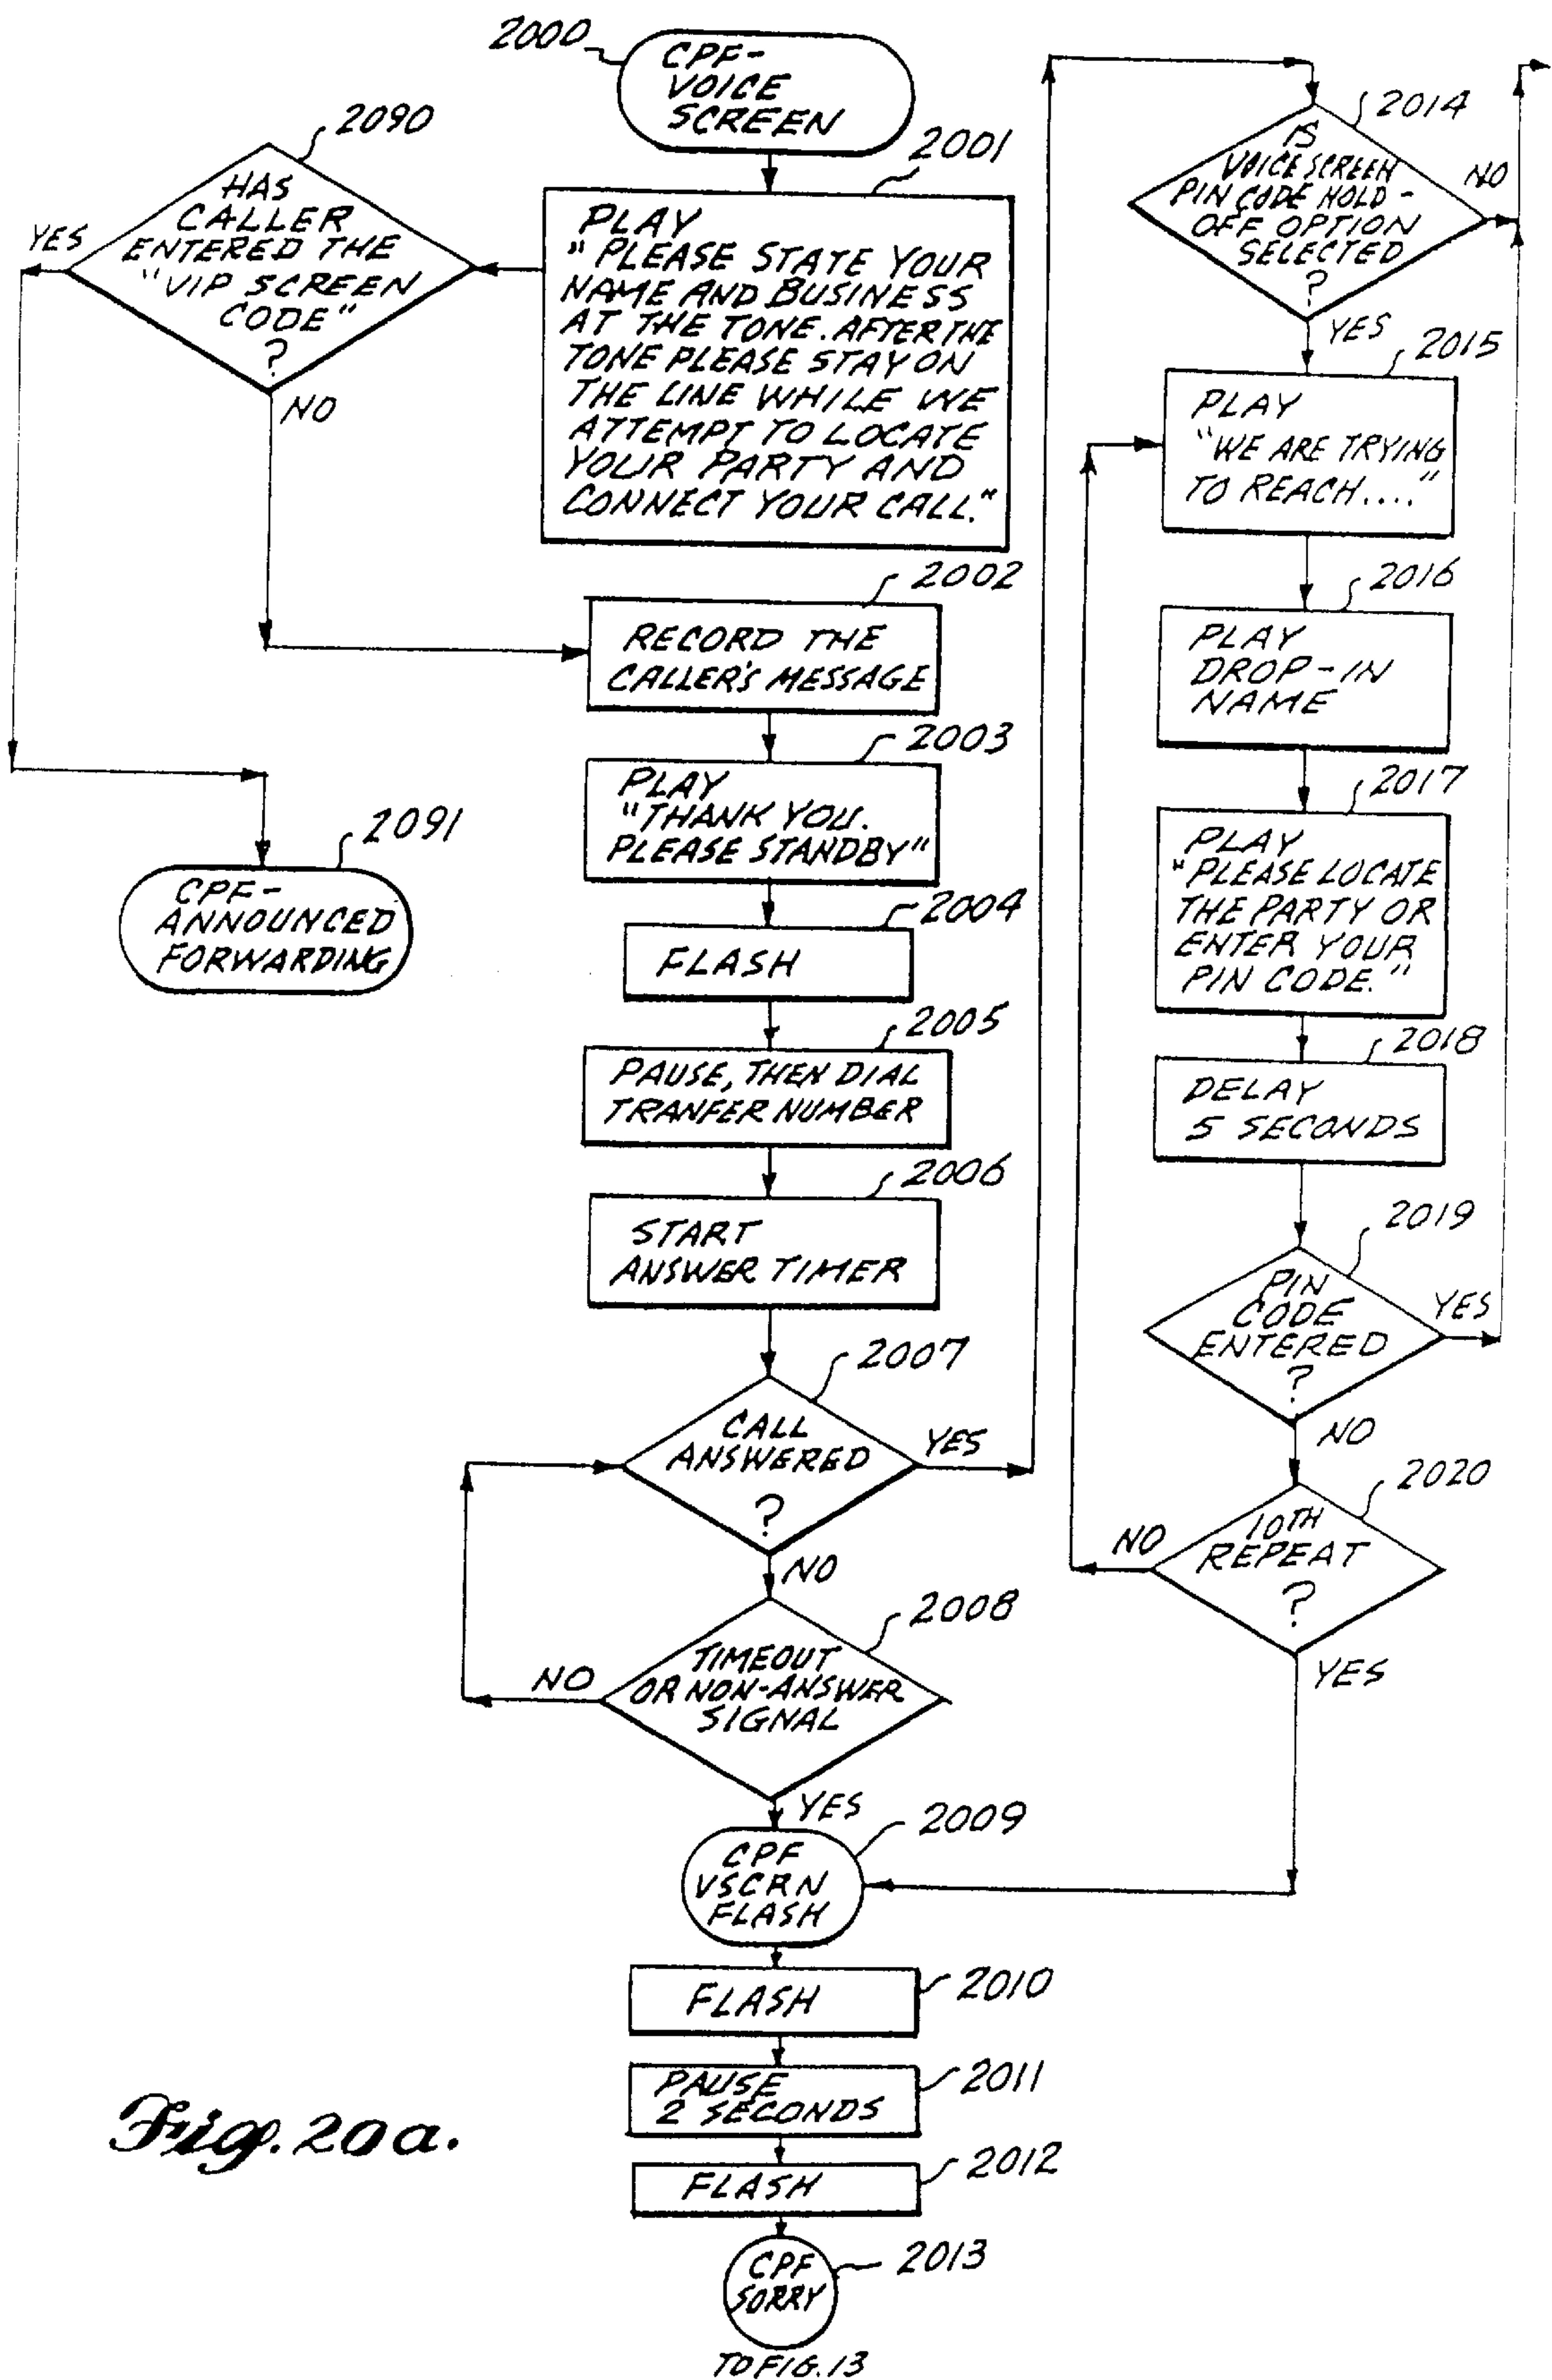 2000
CPF-
VOICE
SCREEN
2001
PLAY
"PLEASE STATE YOUR
NAME AND BUSINESS
AT THE TONE. AFTER THE
TONE PLEASE STAY ON
THE LINE WHILE WE
ATTEMPT TO LOCATE
YOUR PARTY AND
CONNECT YOUR CALL."
2090
HAS
CALLER
ENTERED THE
"VIP SCREEN
CODE"
?
YES
NO
2091
CPF-
ANNOUNCED
FORWARDING
2002
RECORD THE
CALLER'S MESSAGE
2003
PLAY
"THANK YOU.
PLEASE STANDBY"
2004
FLASH
2005
PAUSE, THEN DIAL
TRANFER NUMBER
2006
START
ANSWER TIMER
2007
CALL
ANSWERED
?
YES
NO
2008
TIMEOUT
OR NON-ANSWER
SIGNAL
NO
YES
2009
CPF
VSCRN
FLASH
2010
FLASH
2011
PAUSE
2 SECONDS
2012
FLASH
2013
CPF
SORRY
TO FIG. 13
2014
IS
VOICE SCREEN
PIN CODE HOLD-
OFF OPTION
SELECTED
?
NO
YES
2015
PLAY
"WE ARE TRYING
TO REACH...."
2016
PLAY
DROP-IN
NAME
2017
PLAY
"PLEASE LOCATE
THE PARTY OR
ENTER YOUR
PIN CODE."
2018
DELAY
5 SECONDS
2019
PIN
CODE
ENTERED
?
YES
NO
2020
10TH
REPEAT
?
NO
YES
Fig. 20a.